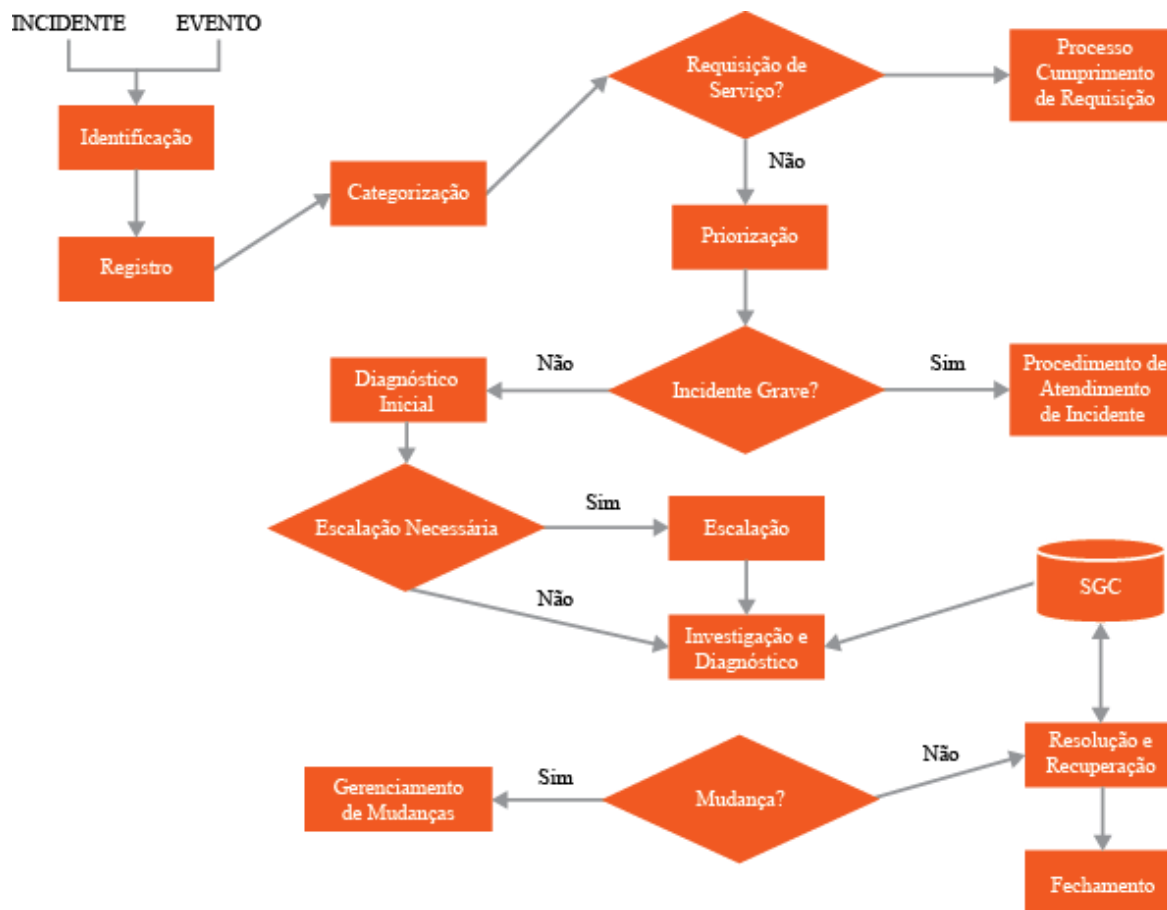 INCIDENTE
EVENTO
Identificação
Registro
Categorização
Requisição de
Serviço?
Processo
Cumprimento
de Requisição
Não
Priorização
Incidente Grave?
Sim
Procedimento de
Atendimento
de Incidente
Não
Diagnóstico
Inicial
Escalação Necessária
Sim
Escalação
Não
Investigação e
Diagnóstico
SGC
Mudança?
Sim
Gerenciamento
de Mudanças
Não
Resolução e
Recuperação
Fechamento